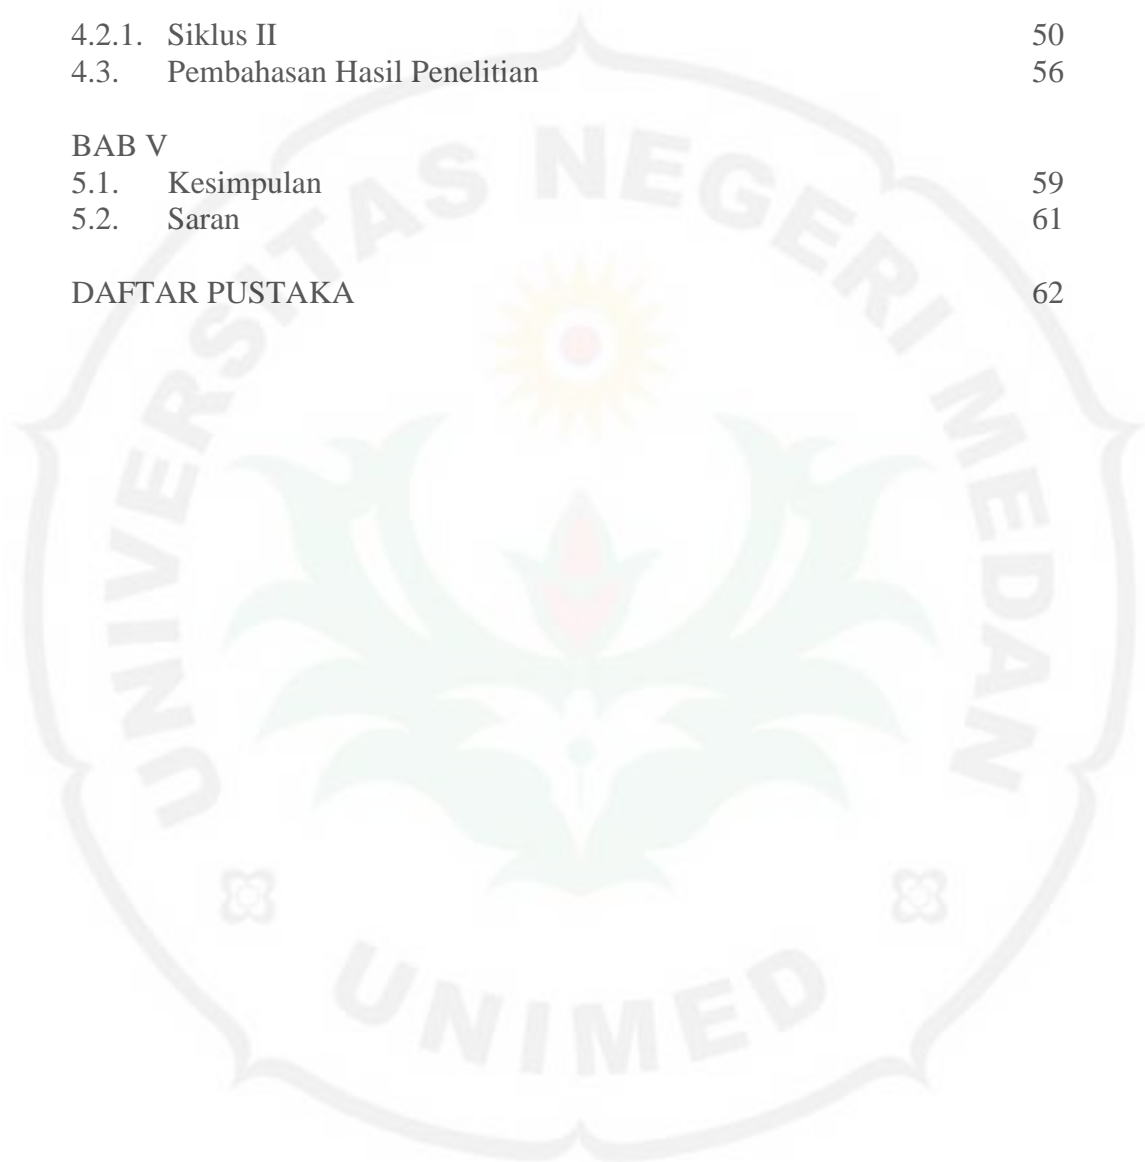 4.2.1. Siklus II 50
4.3. Pembahasan Hasil Penelitian 56
BAB V
5.1. Kesimpulan 59
5.2. Saran 61
DAFTAR PUSTAKA 62
UNIVERSITAS NEGERI MEDAN
UNIMED